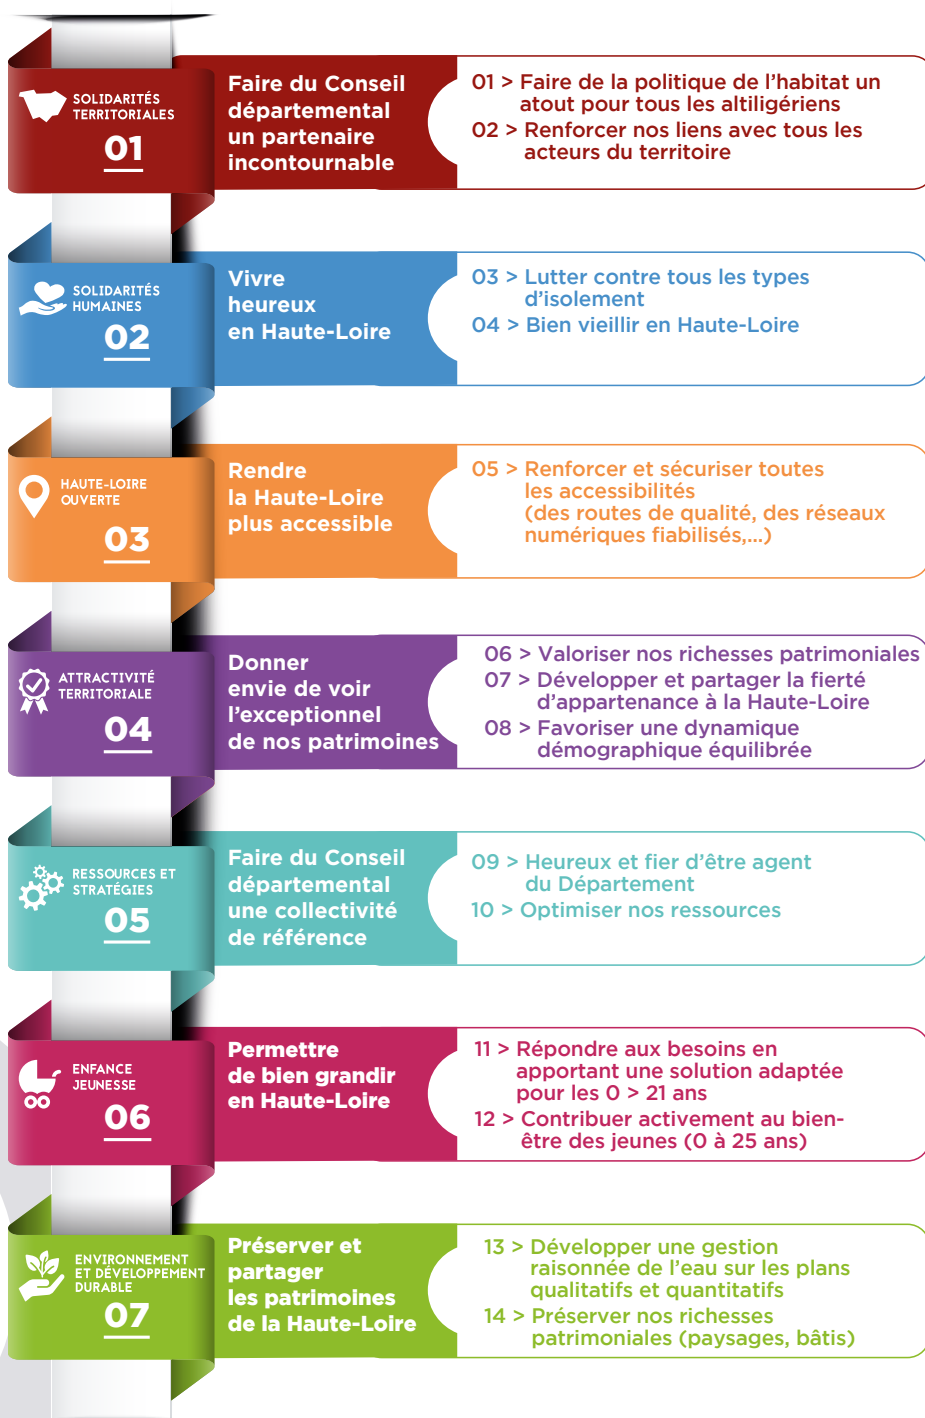 SOLIDARITÉS
TERRITORIALES
01
Faire du Conseil
départemental
un partenaire
incontournable
01 > Faire de la politique de l’habitat un
atout pour tous les altiligériens
02 > Renforcer nos liens avec tous les
acteurs du territoire
SOLIDARITÉS
HUMAINES
02
Vivre
heureux
en Haute-Loire
03 > Lutter contre tous les types
d’isolement
04 > Bien vieillir en Haute-Loire
HAUTE-LOIRE
OUVERTE
03
Rendre
la Haute-Loire
plus accessible
05 > Renforcer et sécuriser toutes
les accessibilités
(des routes de qualité, des réseaux
numériques fiabilisés,...)
ATTRACTIVITÉ
TERRITORIALE
04
Donner
envie de voir
l’exceptionnel
de nos patrimoines
06 > Valoriser nos richesses patrimoniales
07 > Développer et partager la fierté
d’appartenance à la Haute-Loire
08 > Favoriser une dynamique
démographique équilibrée
RESSOURCES ET
STRATÉGIES
05
Faire du Conseil
départemental
une collectivité
de référence
09 > Heureux et fier d’être agent
du Département
10 > Optimiser nos ressources
ENFANCE
JEUNESSE
06
Permettre
de bien grandir
en Haute-Loire
11 > Répondre aux besoins en
apportant une solution adaptée
pour les 0 > 21 ans
12 > Contribuer activement au bien-
être des jeunes (0 à 25 ans)
ENVIRONNEMENT
ET DÉVELOPPEMENT
DURABLE
07
Préserver et
partager
les patrimoines
de la Haute-Loire
13 > Développer une gestion
raisonnée de l’eau sur les plans
qualitatifs et quantitatifs
14 > Préserver nos richesses
patrimoniales (paysages, bâtis)